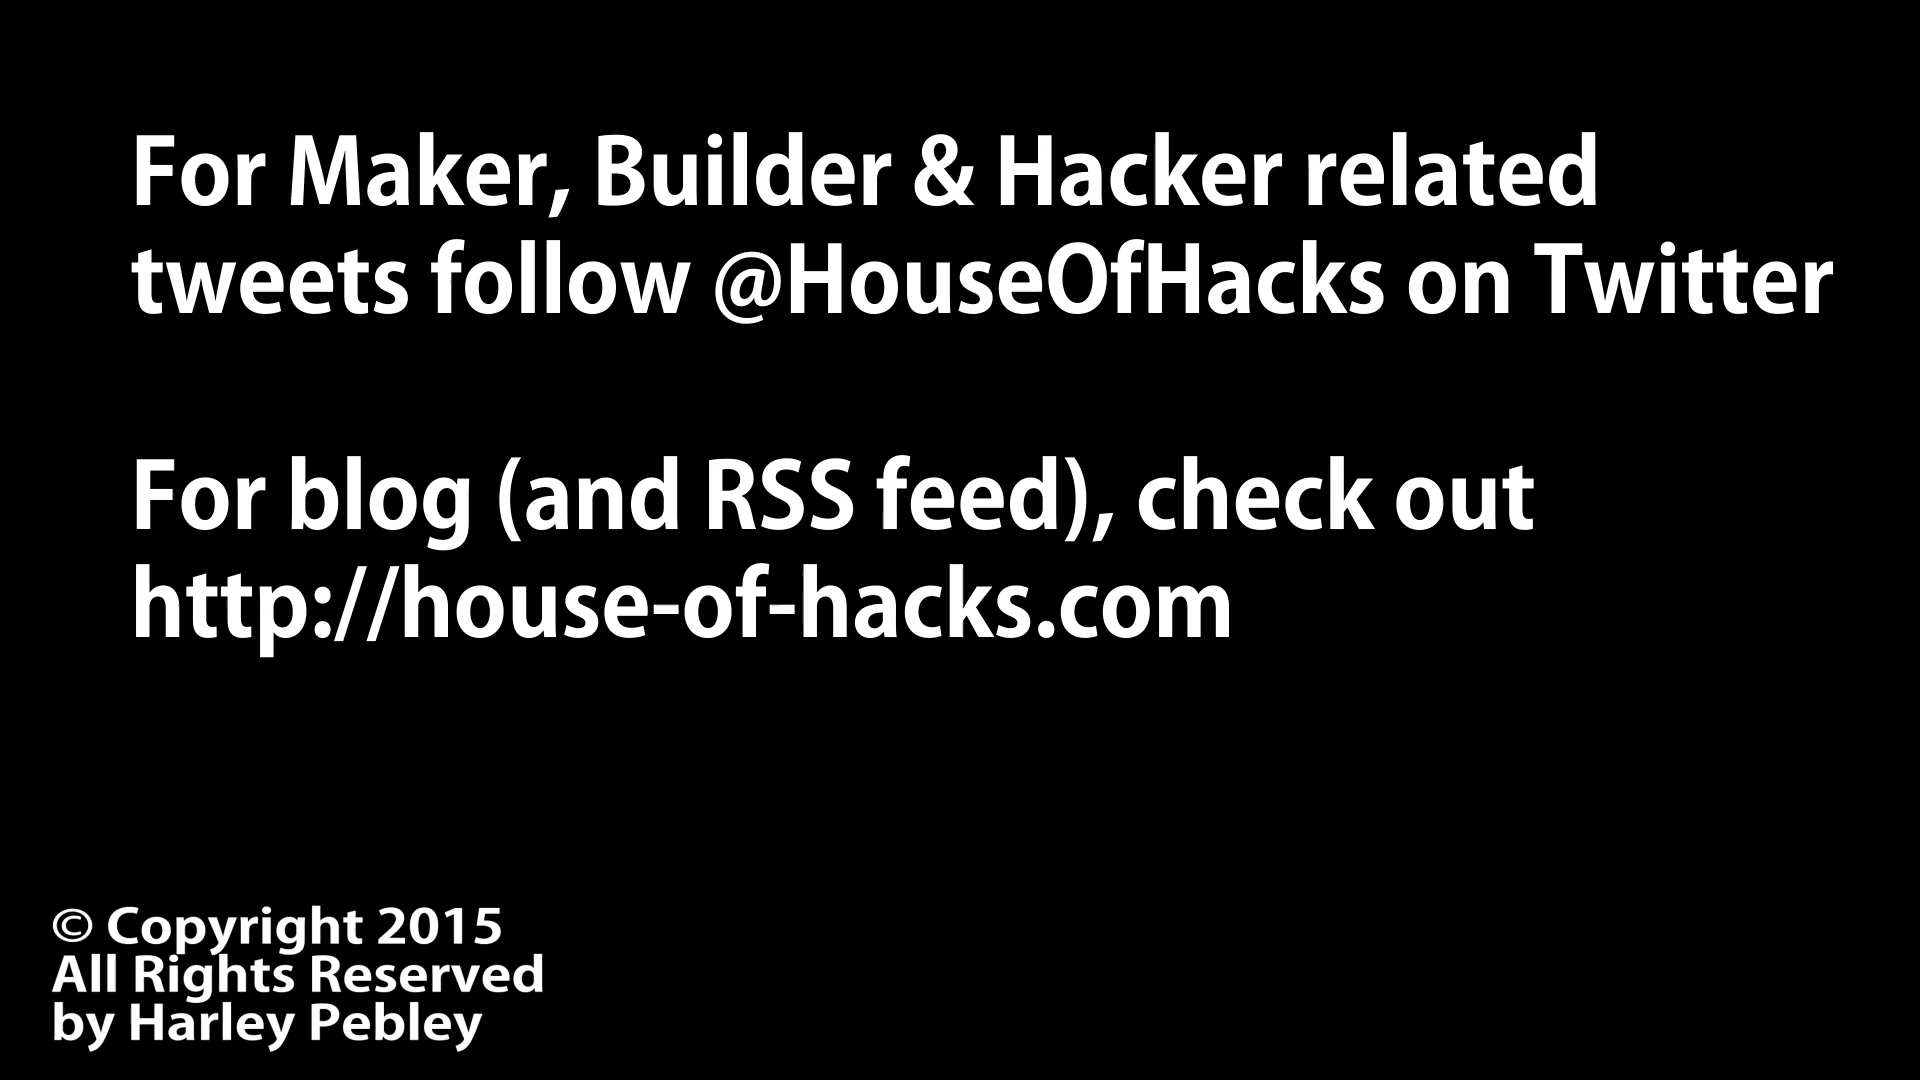 For Maker, Builder & Hacker related
tweets follow @HouseOfHacks on Twitter
For blog (and RSS feed), check out
http://house-of-hacks.com
© Copyright 2015
All Rights Reserved
by Harley Pebley